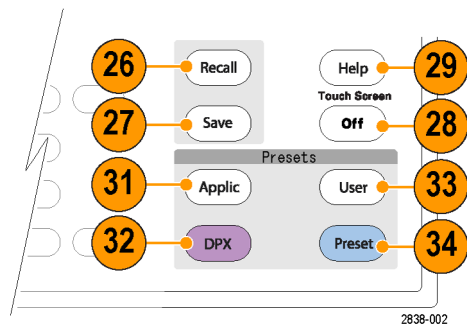 26 Recall Help 29
Touch Screen
27 Save Off 28
Presets
31 Applic User 33
32 DPX Preset 34
2838-002